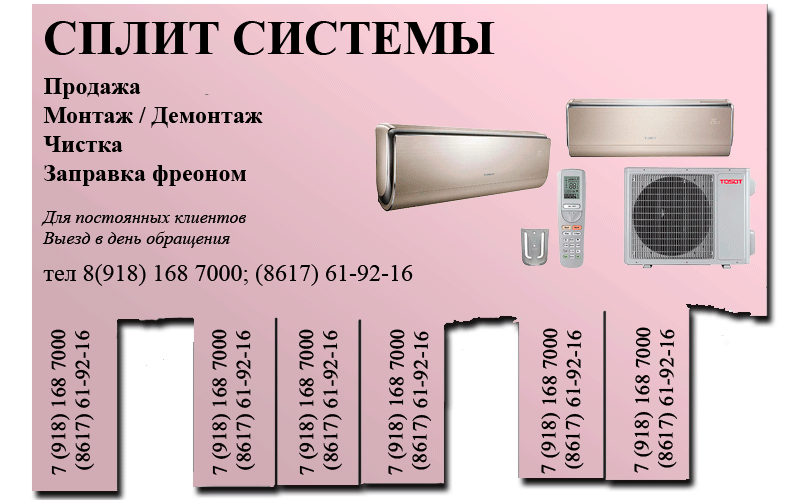 СПЛИТ СИСТЕМЫ
Продажа
Монтаж / Демонтаж
Чистка
Заправка фреоном
Для постоянных клиентов
Выезд в день обращения
тел 8(918) 168 7000; (8617) 61-92-16
TOSOT
7 (918) 168 7000
(8617) 61-92-16
7 (918) 168 7000
(8617) 61-92-16
7 (918) 168 7000
(8617) 61-92-16
7 (918) 168 7000
(8617) 61-92-16
7 (918) 168 7000
(8617) 61-92-16
7 (918) 168 7000
(8617) 61-92-16